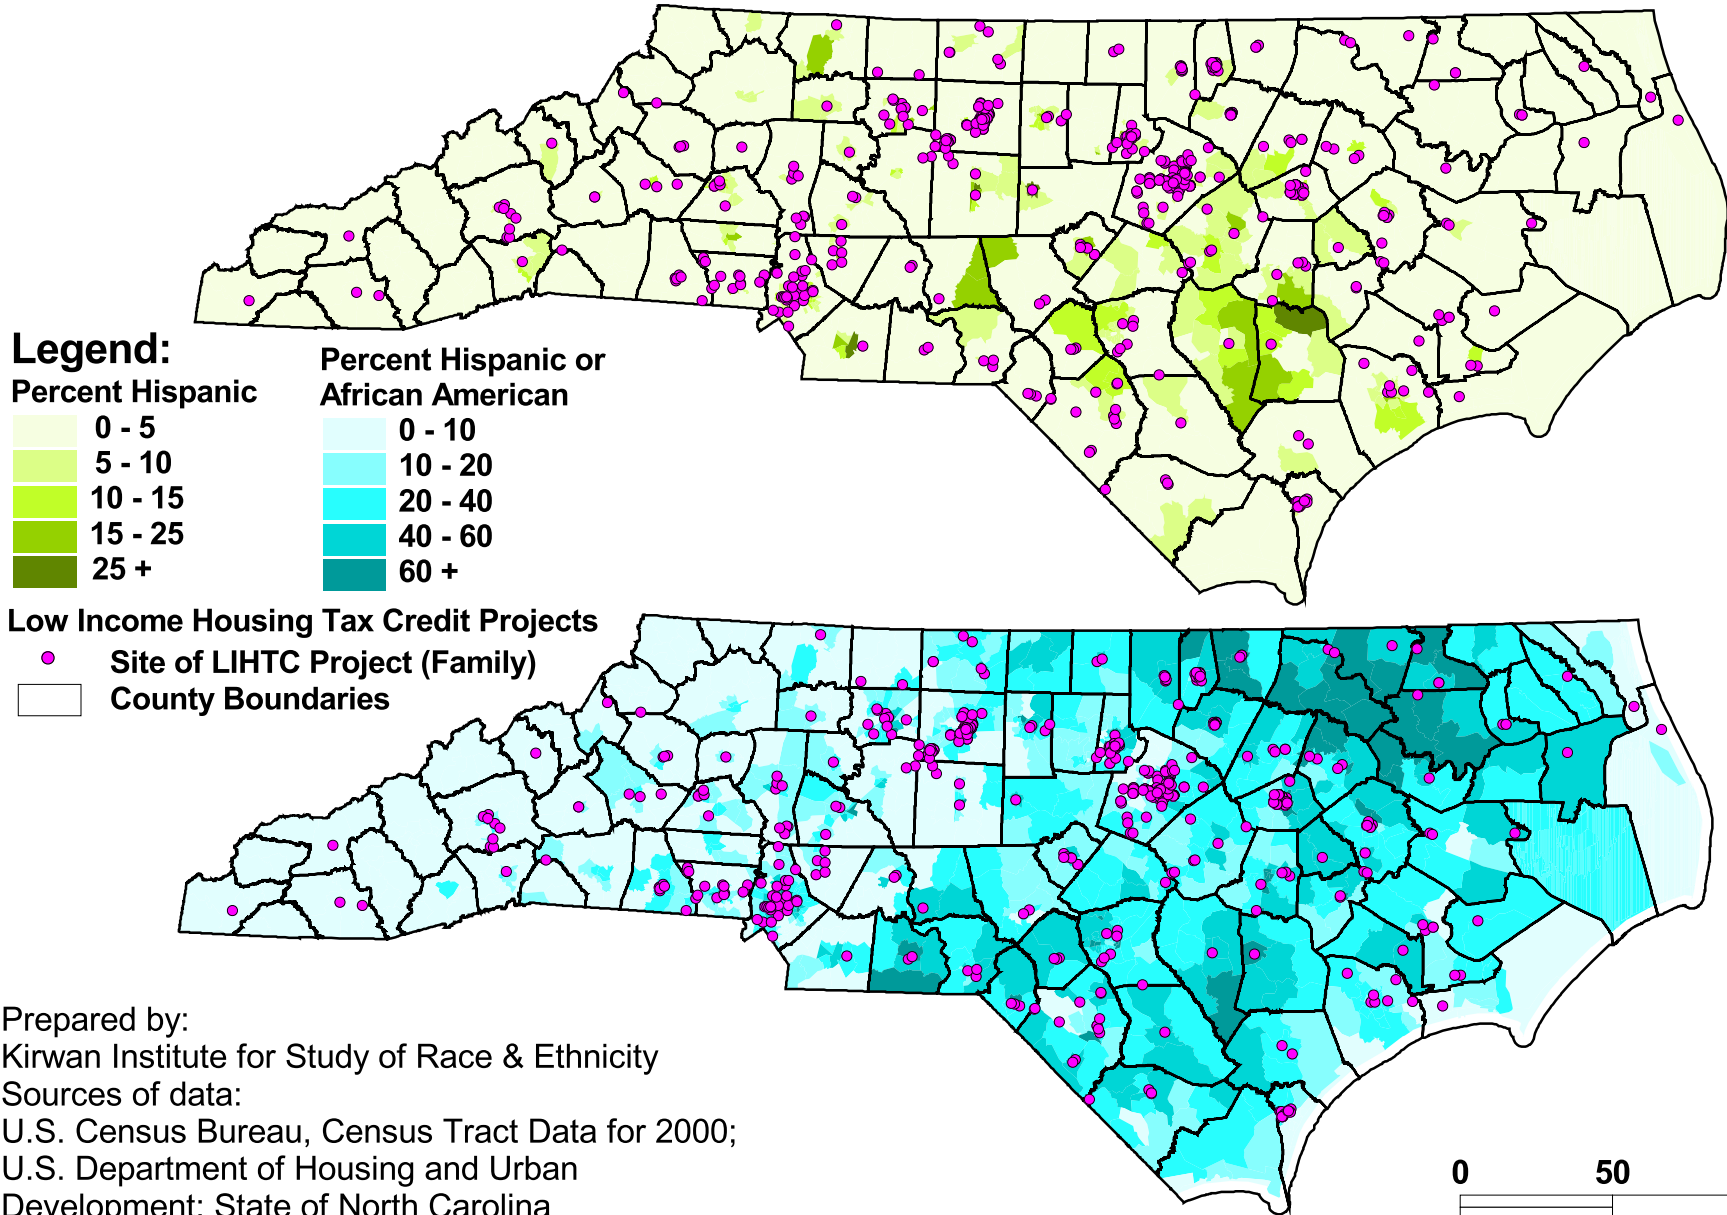 Legend:
Percent Hispanic
0 - 5
5 - 10
10 - 15
15 - 25
25 +
Percent Hispanic or
African American
0 - 10
10 - 20
20 - 40
40 - 60
60 +
Low Income Housing Tax Credit Projects
Site of LIHTC Project (Family)
County Boundaries
Prepared by:
Kirwan Institute for Study of Race & Ethnicity
Sources of data:
U.S. Census Bureau, Census Tract Data for 2000;
U.S. Department of Housing and Urban
Development; State of North Carolina
0 50